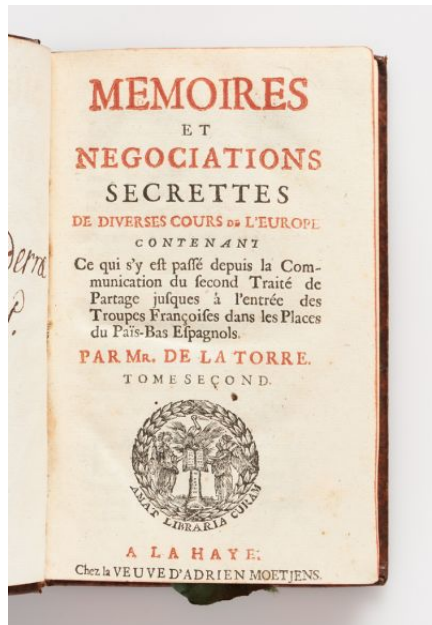 MEMOIRES
ET
NEGOCIATIONS
SECRETTES
DE DIVERSES COURS DE L'EUROPE
CONTENANT
Ce qui s'y est passé depuis la Com-
munication du second Traité de
Partage jusques à l'entrée des
Troupes Françoises dans les Places
du Païs-Bas Espagnols.
PAR MR. DE LA TORRE.
TOME SECOND.
AMAT LIBRARIA CURAM
A LA HAYE.
Chez la VEUVE D'ADRIEN MOETJENS.